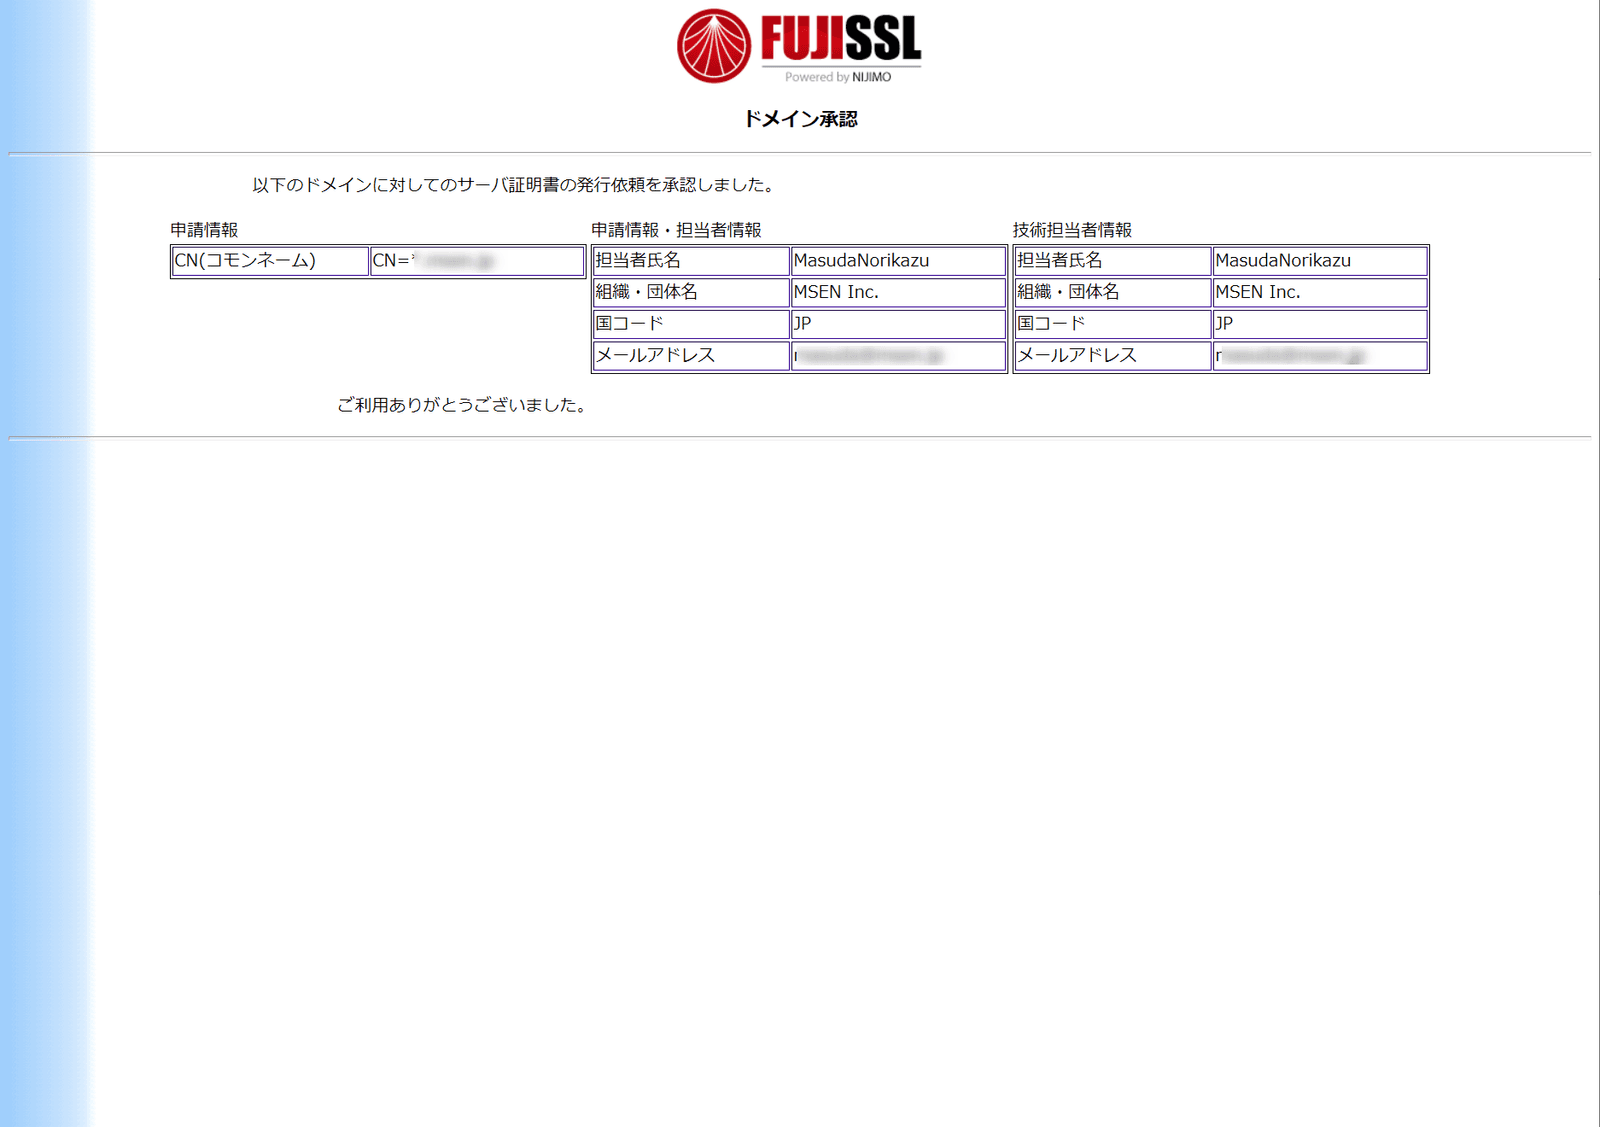 FUJISSL
Powered by NIJIMO
ドメイン承認
以下のドメインに対してのサーバ証明書の発行依頼を承認しました。
申請情報
CN(コモンネーム) CN=*
申請情報・担当者情報
担当者氏名 MasudaNorikazu
組織・団体名 MSEN Inc.
国コード JP
メールアドレス
技術担当者情報
担当者氏名 MasudaNorikazu
組織・団体名 MSEN Inc.
国コード JP
メールアドレス
ご利用ありがとうございました。